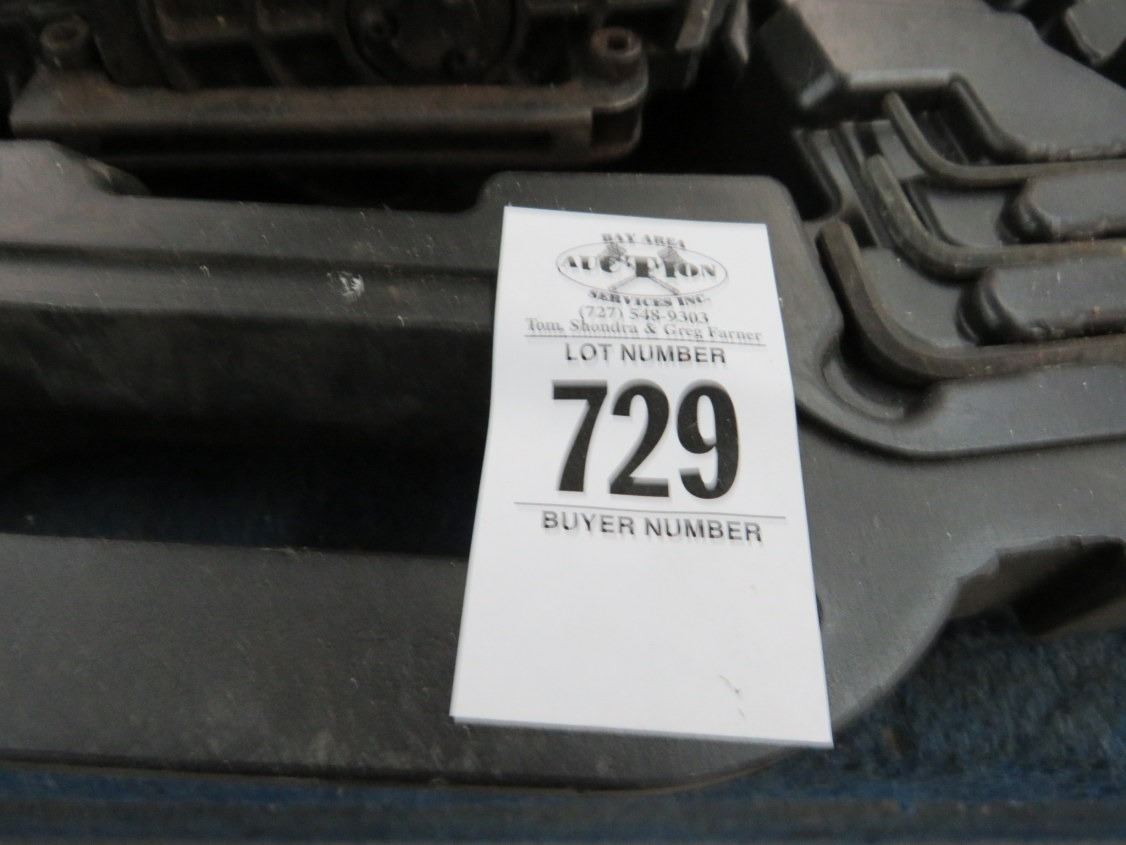 BAY AREA
AUCTION
SERVICES INC.
(727) 548-9303
Tom, Shondra & Greg Farner
LOT NUMBER
729
BUYER NUMBER